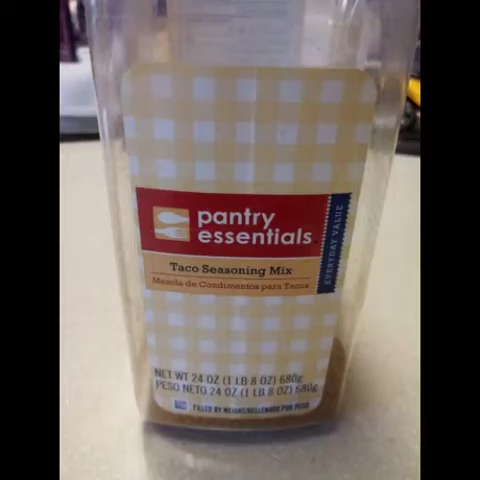 pantry
essentials
EVERYDAY VALUE
Taco Seasoning Mix
Mezcla de Condimentos para Tacos
NET WT 24 OZ (1 LB 8 OZ) 680g
PESO NETO 24 OZ (1 LB 8 OZ) 680g
FILLED BY WEIGHT/RELLENADO POR PESO